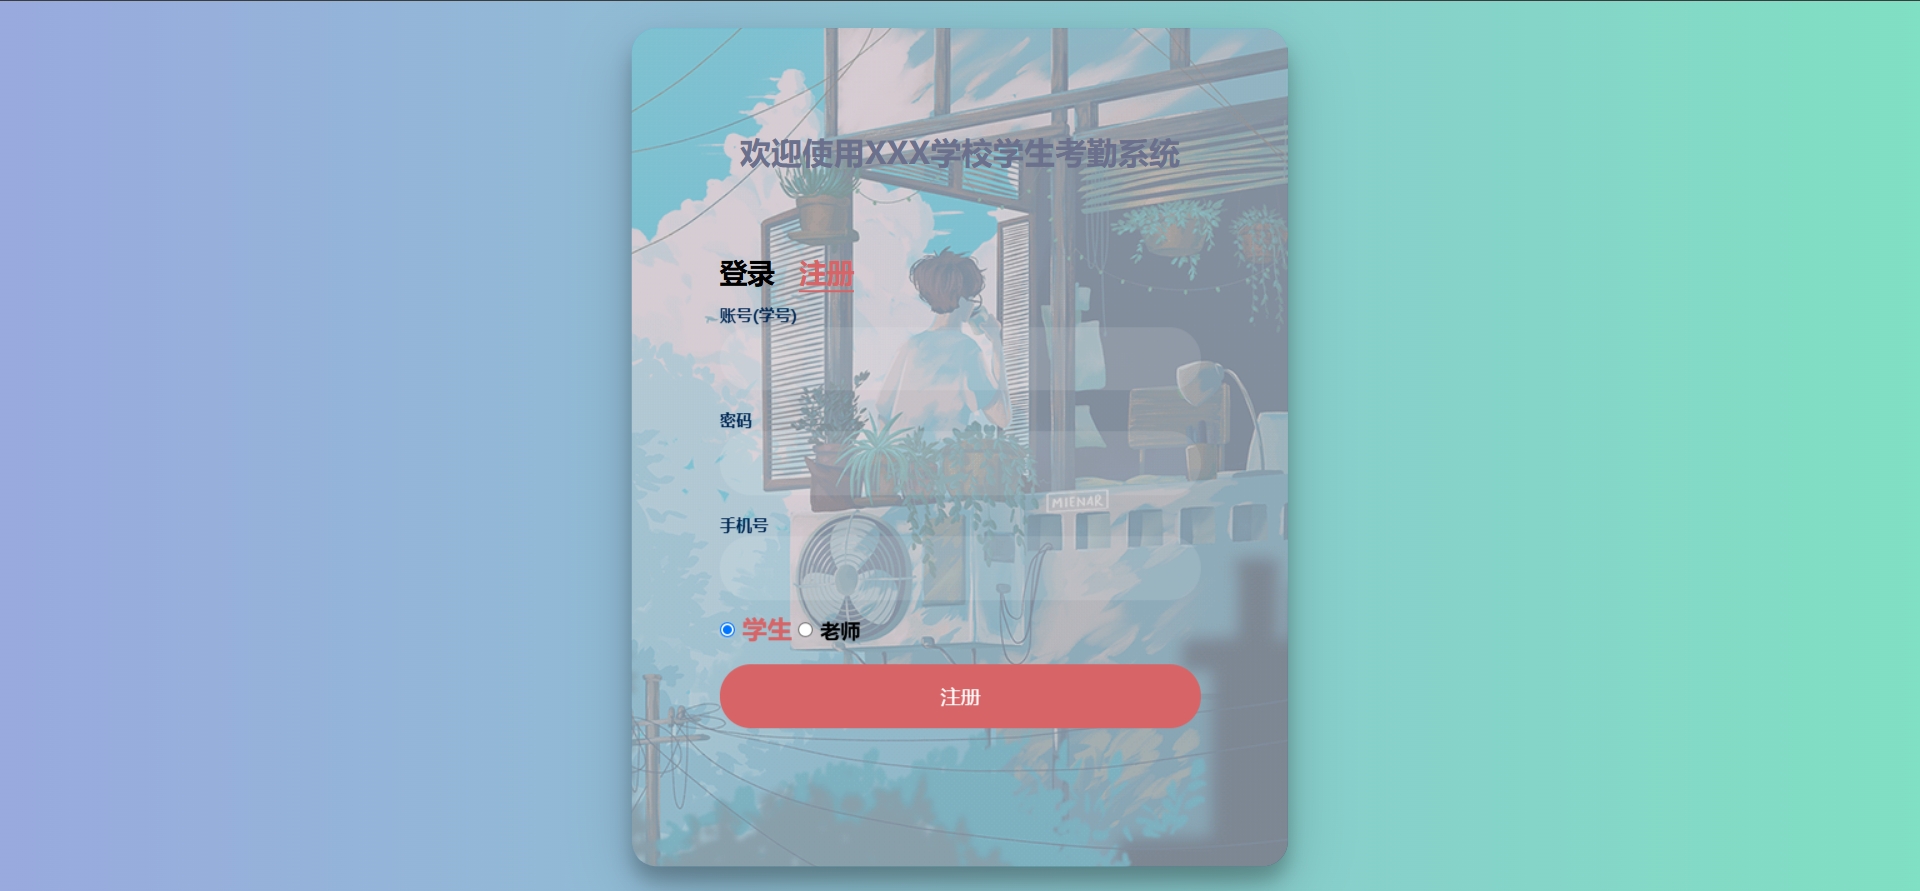 欢迎使用XXX学校学生考勤系统
登录 注册
账号(学号)
密码
MIENAR
手机号
学生 老师
注册